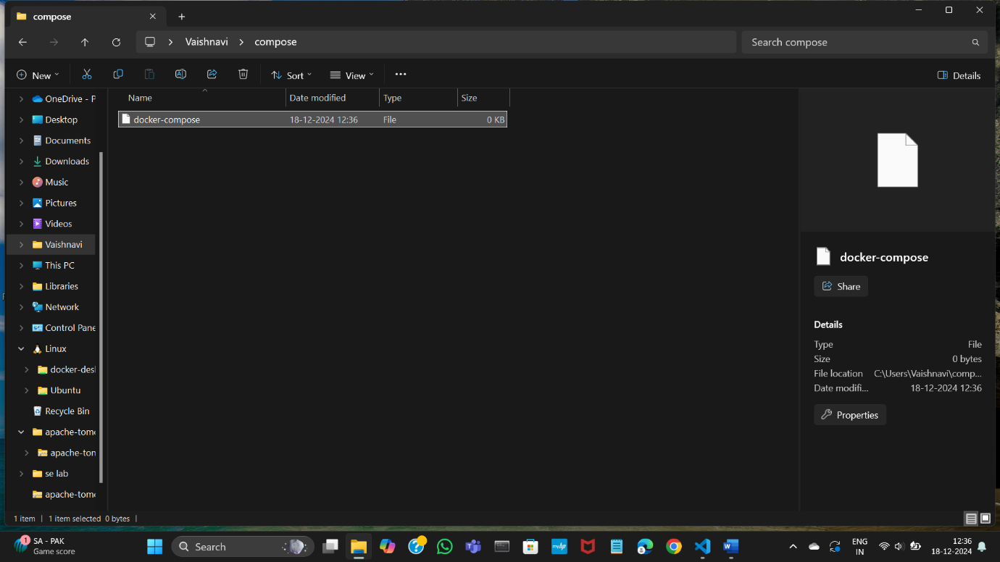 compose
Vaishnavi
compose
Search compose
New
Sort
View
Details
Name
Date modified
Type
Size
docker-compose
18-12-2024 12:36
File
0 KB
OneDrive - P
Desktop
Documents
Downloads
Music
Pictures
Videos
Vaishnavi
This PC
Libraries
Network
Control Pane
Linux
docker-desl
Ubuntu
Recycle Bin
apache-tomo
apache-ton
se lab
apache-tomo
docker-compose
Share
Details
Type File
Size 0 bytes
File location C:\Users\Vaishnavi\comp...
Date modifi... 18-12-2024 12:36
Properties
1 item | 1 item selected 0 bytes |
1
SA - PAK
Game score
Search
myhp
ENG
IN
12:36
18-12-2024